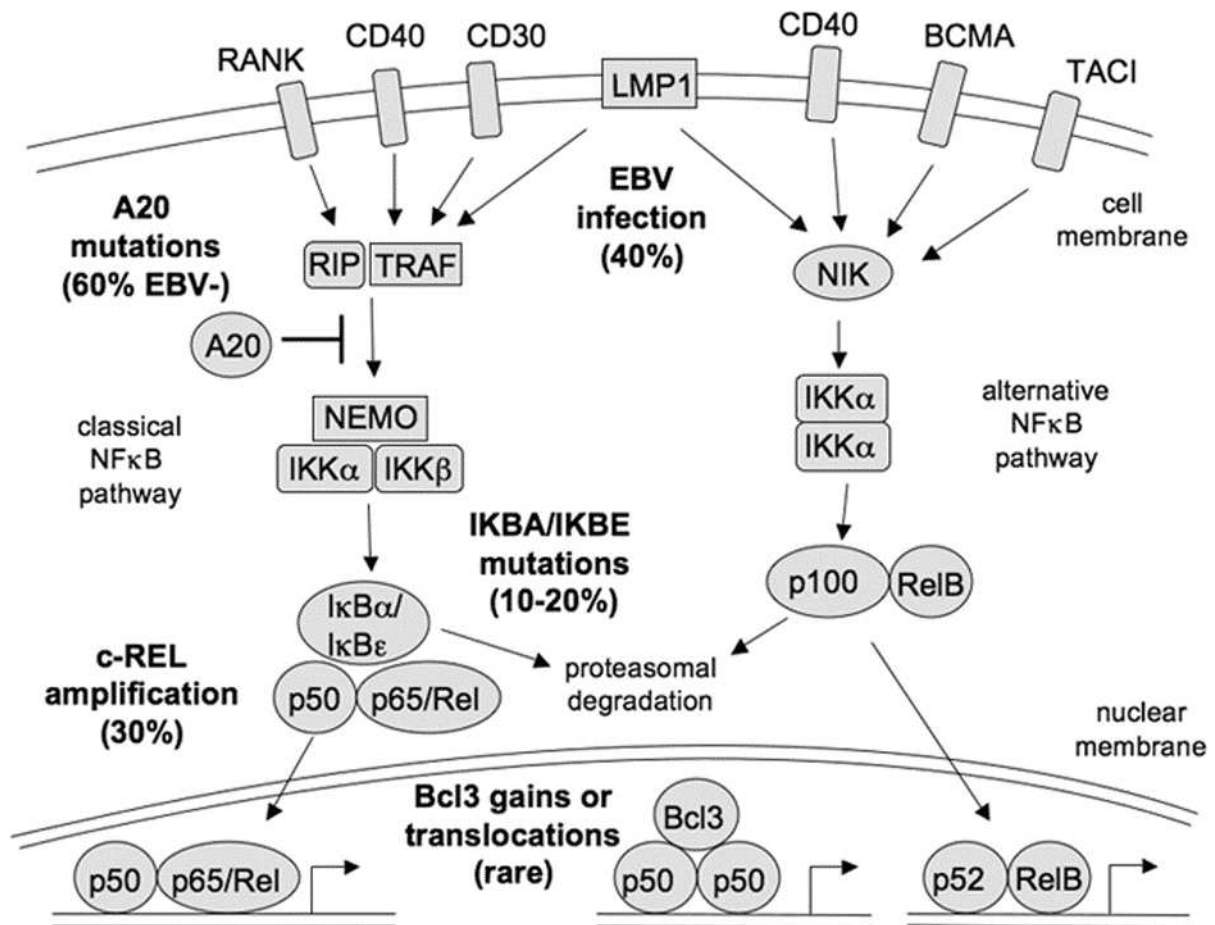 RANK
CD40
CD30
LMP1
CD40
BCMA
TACI
A20
mutations
(60% EBV-)
EBV
infection
(40%)
cell
membrane
RIP
TRAF
NIK
A20
NEMO
IKKα
IKKβ
classical
NFκB
pathway
IKKα
IKKα
alternative
NFκB
pathway
IKBA/IKBE
mutations
(10-20%)
IκBα/
IκBε
p50
p65/Rel
c-REL
amplification
(30%)
p100
RelB
proteasomal
degradation
nuclear
membrane
Bcl3 gains or
translocations
(rare)
p50
p65/Rel
Bcl3
p50
p50
p52
RelB